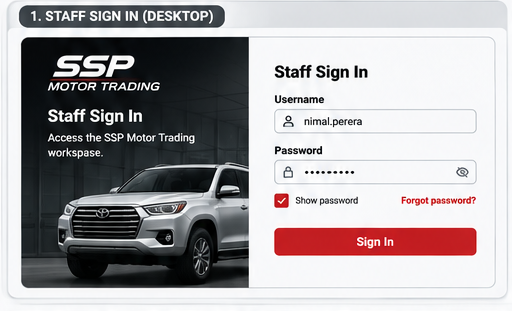 1. STAFF SIGN IN (DESKTOP)
SSP
MOTOR TRADING
Staff Sign In
Access the SSP Motor Trading
workspase.
Staff Sign In
Username
nimal.perera
Password
•••••••••
Show password
Forgot password?
Sign In